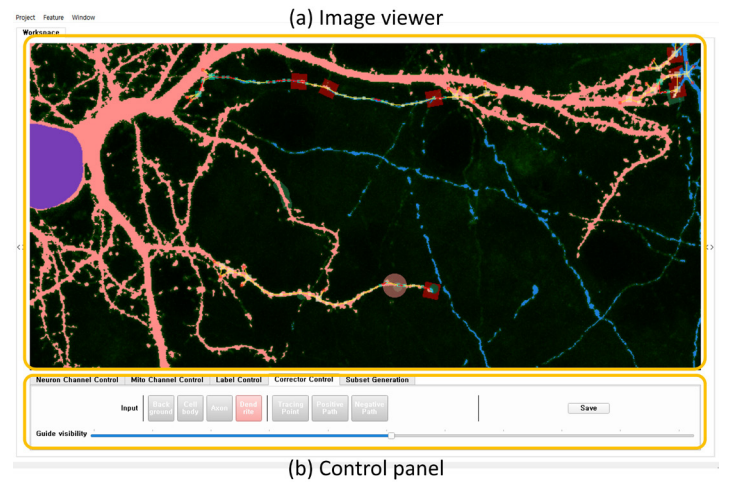 (a) Image viewer
Project Feature Window
Workspace
Neuron Channel Control Mito Channel Control Label Control Corrector Control Subset Generation
Input Back ground Cell body Axon Dend rite Tracing Point Positive Path Negative Path Save
Guide visibility
(b) Control panel